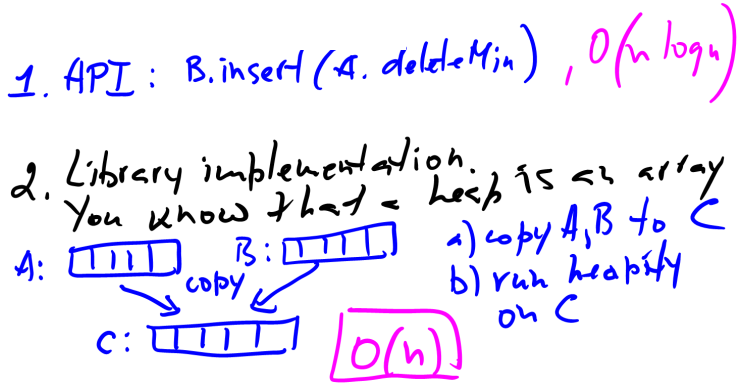 1. API: B.insert(A.deleteMin), O(n log n)
2. Library implementation.
You know that a heap is an array
A:
B:
copy
C:
a) copy A,B to C
b) run heapify
on C
O(n)